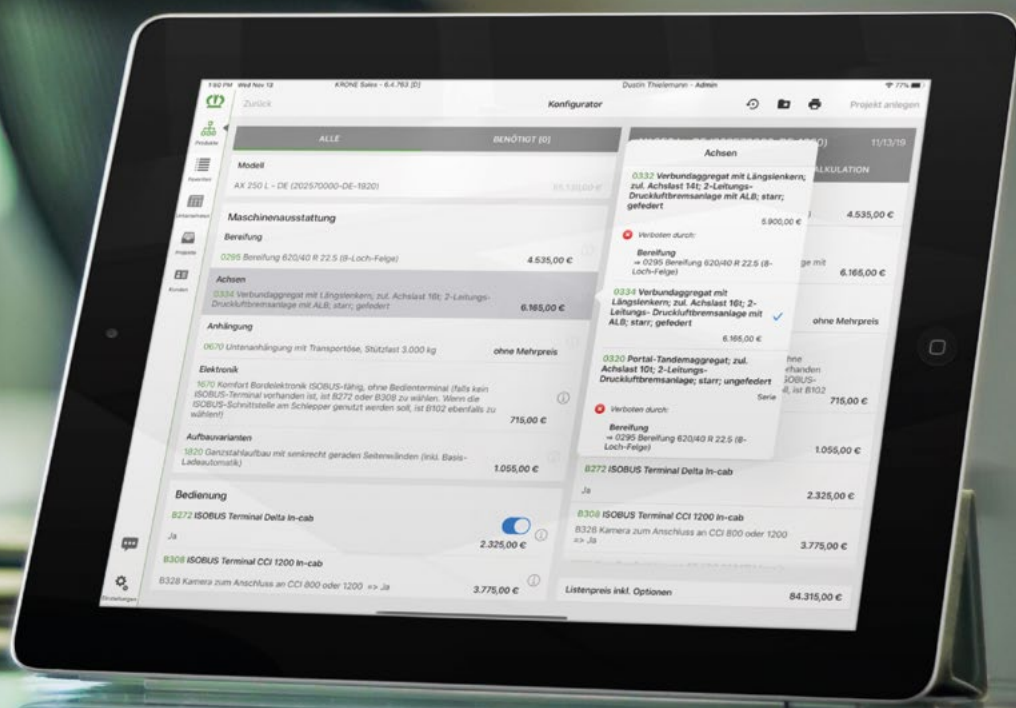 1:50 PM Wed Nov 13
KRONE Sales - 6.4.763 [D]
Dustin Thielemann - Admin
77%
Zurück
Konfigurator
Projekt anlegen
Produkte
Favoriten
Unternehmen
Projekte
Kunden
Einstellungen
ALLE
BENÖTIGT [0]
Modell
AX 250 L - DE (202570000-DE-1920)
Maschinenausstattung
Bereifung
0295 Bereifung 620/40 R 22.5 (8-Loch-Felge)
4.535,00 €
Achsen
0334 Verbundaggregat mit Längslenkern; zul. Achslast 16t; 2-Leitungs-
Druckluftbremsanlage mit ALB; starr; gefedert
6.165,00 €
Anhängung
0670 Untenanhängung mit Transportöse, Stützlast 3.000 kg
ohne Mehrpreis
Elektronik
1670 Komfort Bordelektronik ISOBUS-fähig, ohne Bedienterminal (falls kein
ISOBUS-Terminal vorhanden ist, ist B272 oder B308 zu wählen. Wenn die
ISOBUS-Schnittstelle am Schlepper genutzt werden soll, ist B102 ebenfalls zu
wählen!)
715,00 €
Aufbauvarianten
1820 Ganzstahlaufbau mit senkrecht geraden Seitenwänden (inkl. Basis-
Ladeautomatik)
1.055,00 €
Bedienung
B272 ISOBUS Terminal Delta In-cab
Ja
2.325,00 €
B308 ISOBUS Terminal CCI 1200 In-cab
B328 Kamera zum Anschluss an CCI 800 oder 1200 => Ja
3.775,00 €
Achsen
0332 Verbundaggregat mit Längslenkern;
zul. Achslast 14t; 2-Leitungs-
Druckluftbremsanlage mit ALB; starr;
gefedert
5.900,00 €
Verboten durch:
Bereifung
⇒ 0295 Bereifung 620/40 R 22.5 (8-
Loch-Felge)
0334 Verbundaggregat mit
Längslenkern; zul. Achslast 16t; 2-
Leitungs- Druckluftbremsanlage mit
ALB; starr; gefedert
6.165,00 €
0320 Portal-Tandemaggregat; zul.
Achslast 10t; 2-Leitungs-
Druckluftbremsanlage; starr; ungefedert
Serie
Verboten durch:
Bereifung
⇒ 0295 Bereifung 620/40 R 22.5 (8-
Loch-Felge)
11/13/19
4.535,00 €
6.165,00 €
ohne Mehrpreis
715,00 €
1.055,00 €
B272 ISOBUS Terminal Delta In-cab
Ja
2.325,00 €
B308 ISOBUS Terminal CCI 1200 In-cab
B328 Kamera zum Anschluss an CCI 800 oder 1200
=> Ja
3.775,00 €
Listenpreis inkl. Optionen
84.315,00 €